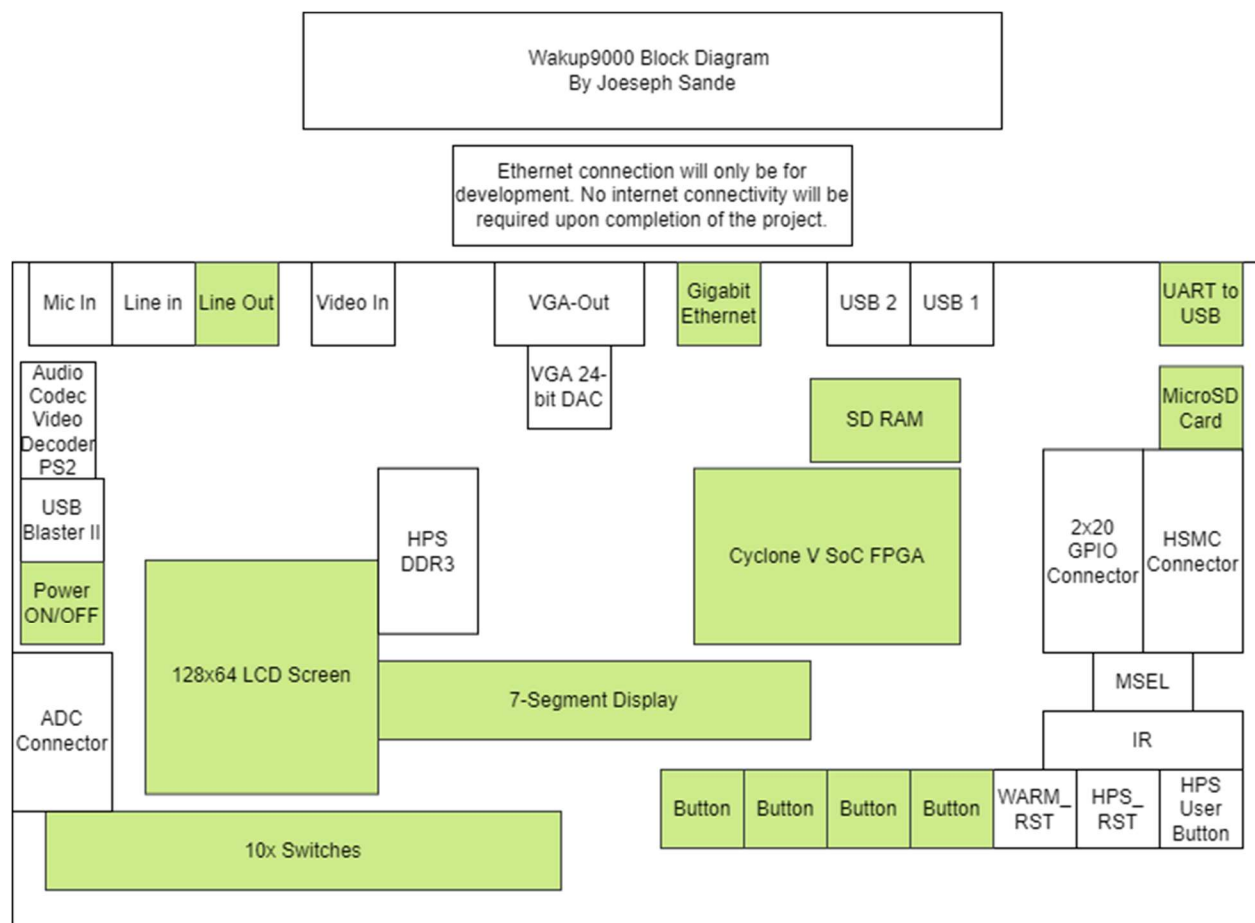 Wakup9000 Block Diagram
By Joeseph Sande
Ethernet connection will only be for
development. No internet connectivity will be
required upon completion of the project.
Mic In
Line in
Line Out
Video In
VGA-Out
Gigabit
Ethernet
USB 2
USB 1
UART to
USB
Audio
Codec
Video
Decoder
PS2
VGA 24-
bit DAC
SD RAM
MicroSD
Card
USB
Blaster II
HPS
DDR3
Cyclone V SoC FPGA
2x20
GPIO
Connector
HSMC
Connector
Power
ON/OFF
128x64 LCD Screen
7-Segment Display
MSEL
ADC
Connector
IR
Button
Button
Button
Button
WARM_
RST
HPS_
RST
HPS
User
Button
10x Switches